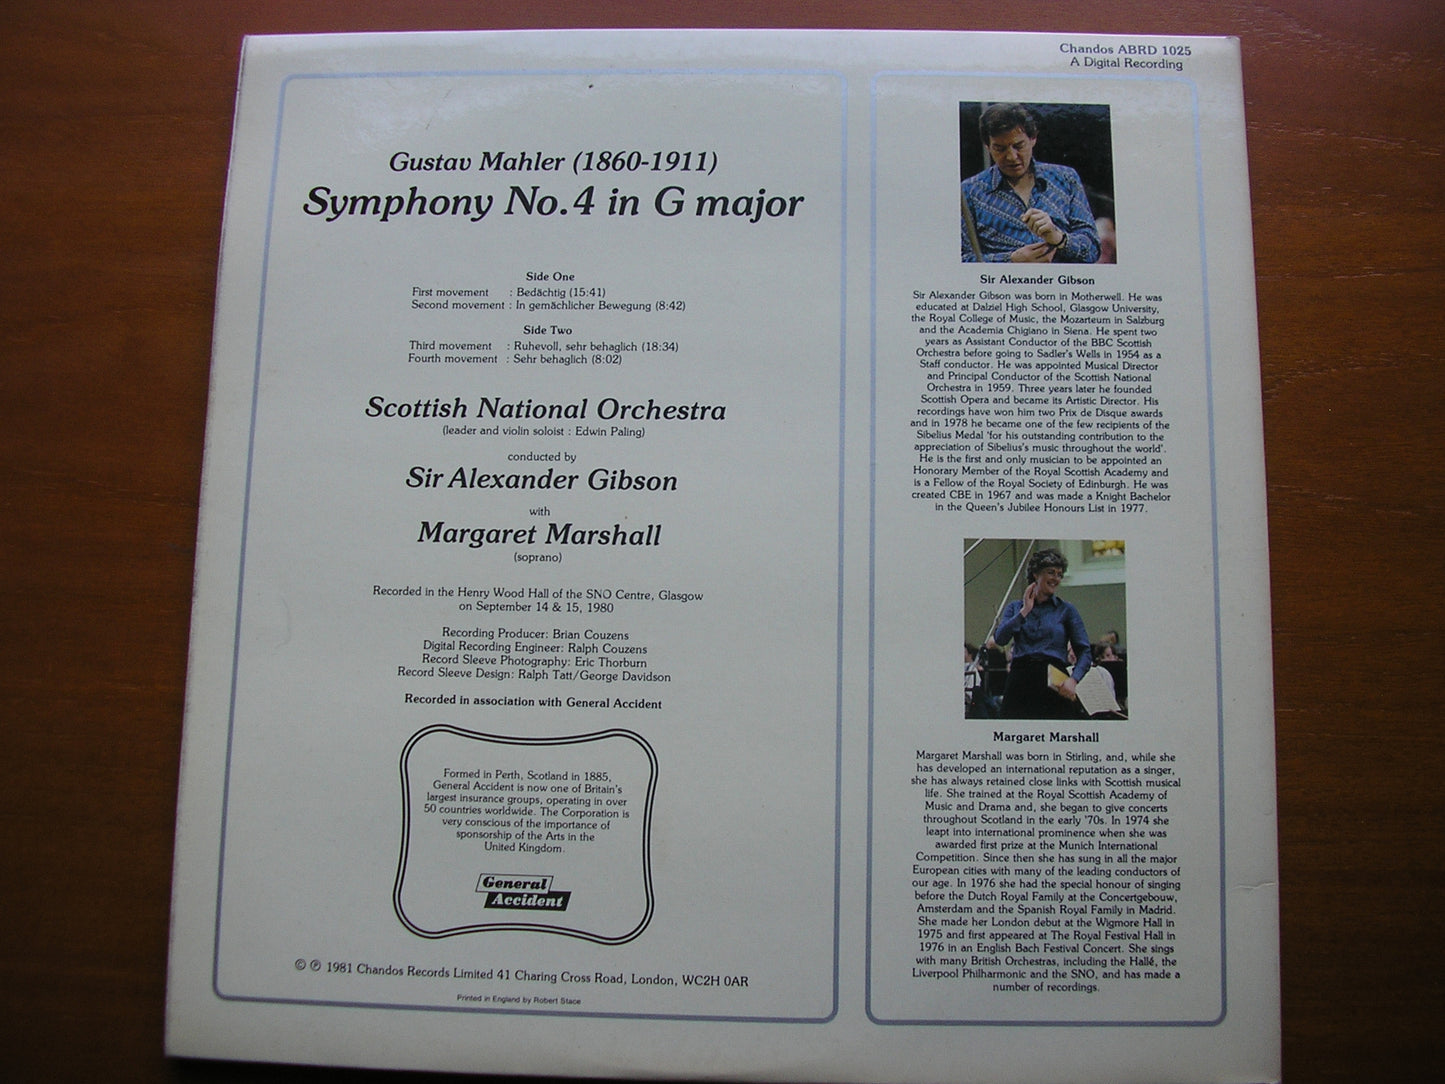 Chandos ABRD 1025
A Digital Recording
Gustav Mahler (1860-1911)
Symphony No. 4 in G major
Side One
First movement : Bedächtig (15:41)
Second movement : In gemächlicher Bewegung (8:42)
Side Two
Third movement : Ruhevoll, sehr behaglich (18:34)
Fourth movement : Sehr behaglich (8:02)
Scottish National Orchestra
(leader and violin soloist : Edwin Paling)
conducted by
Sir Alexander Gibson
with
Margaret Marshall
(soprano)
Recorded in the Henry Wood Hall of the SNO Centre, Glasgow
on September 14 & 15, 1980
Recording Producer: Brian Couzens
Digital Recording Engineer: Ralph Couzens
Record Sleeve Photography: Eric Thorburn
Record Sleeve Design: Ralph Tatt/George Davidson
Recorded in association with General Accident
Formed in Perth, Scotland in 1885,
General Accident is now one of Britain's
largest insurance groups, operating in over
50 countries worldwide. The Corporation is
very conscious of the importance of
sponsorship of the Arts in the
United Kingdom.
General
Accident
© ℗ 1981 Chandos Records Limited 41 Charing Cross Road, London, WC2H 0AR
Printed in England by Robert Stace
Sir Alexander Gibson
Sir Alexander Gibson was born in Motherwell. He was
educated at Dalziel High School, Glasgow University,
the Royal College of Music, the Mozarteum in Salzburg
and the Academia Chigiano in Siena. He spent two
years as Assistant Conductor of the BBC Scottish
Orchestra before going to Sadler's Wells in 1954 as a
Staff conductor. He was appointed Musical Director
and Principal Conductor of the Scottish National
Orchestra in 1959. Three years later he founded
Scottish Opera and became its Artistic Director. His
recordings have won him two Prix de Disque awards
and in 1978 he became one of the few recipients of the
Sibelius Medal 'for his outstanding contribution to the
appreciation of Sibelius's music throughout the world'.
He is the first and only musician to be appointed an
Honorary Member of the Royal Scottish Academy and
is a Fellow of the Royal Society of Edinburgh. He was
created CBE in 1967 and was made a Knight Bachelor
in the Queen's Jubilee Honours List in 1977.
Margaret Marshall
Margaret Marshall was born in Stirling, and, while she
has developed an international reputation as a singer,
she has always retained close links with Scottish musical
life. She trained at the Royal Scottish Academy of
Music and Drama and, she began to give concerts
throughout Scotland in the early '70s. In 1974 she
leapt into international prominence when she was
awarded first prize at the Munich International
Competition. Since then she has sung in all the major
European cities with many of the leading conductors of
our age. In 1976 she had the special honour of singing
before the Dutch Royal Family at the Concertgebouw,
Amsterdam and the Spanish Royal Family in Madrid.
She made her London debut at the Wigmore Hall in
1975 and first appeared at The Royal Festival Hall in
1976 in an English Bach Festival Concert. She sings
with many British Orchestras, including the Hallé, the
Liverpool Philharmonic and the SNO, and has made a
number of recordings.